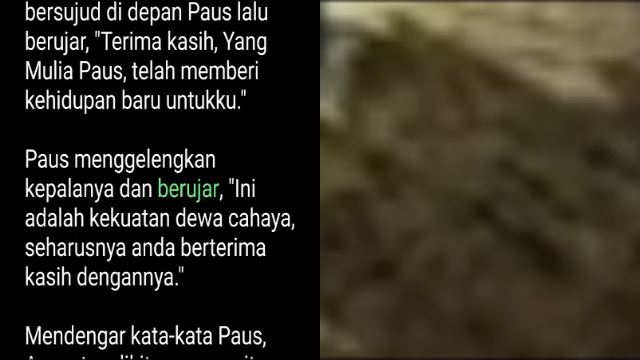 bersujud di depan Paus lalu
berujar, "Terima kasih, Yang
Mulia Paus, telah memberi
kehidupan baru untukku."
Paus menggelengkan
kepalanya dan berujar, "Ini
adalah kekuatan dewa cahaya,
seharusnya anda berterima
kasih dengannya."
Mendengar kata-kata Paus,